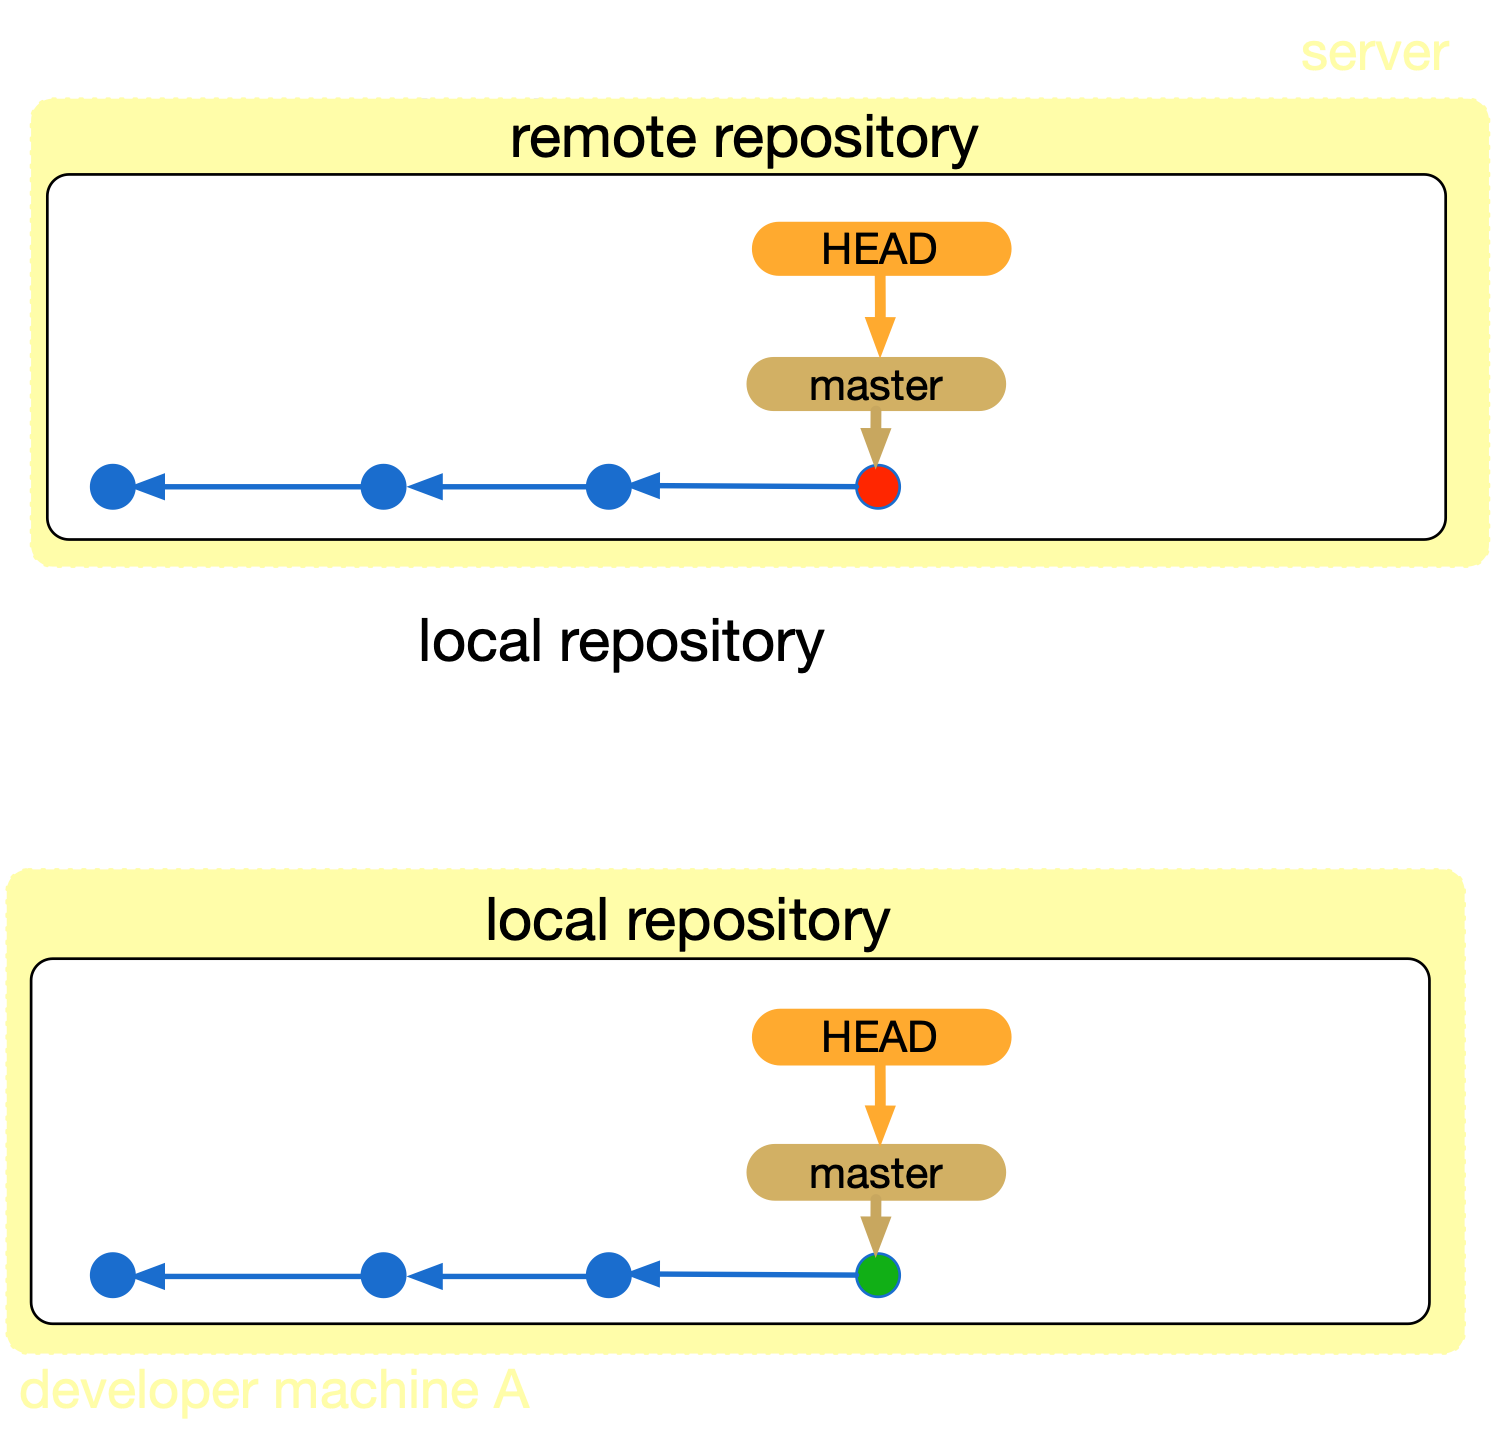 server
remote repository
HEAD
master
local repository
local repository
HEAD
master
developer machine A